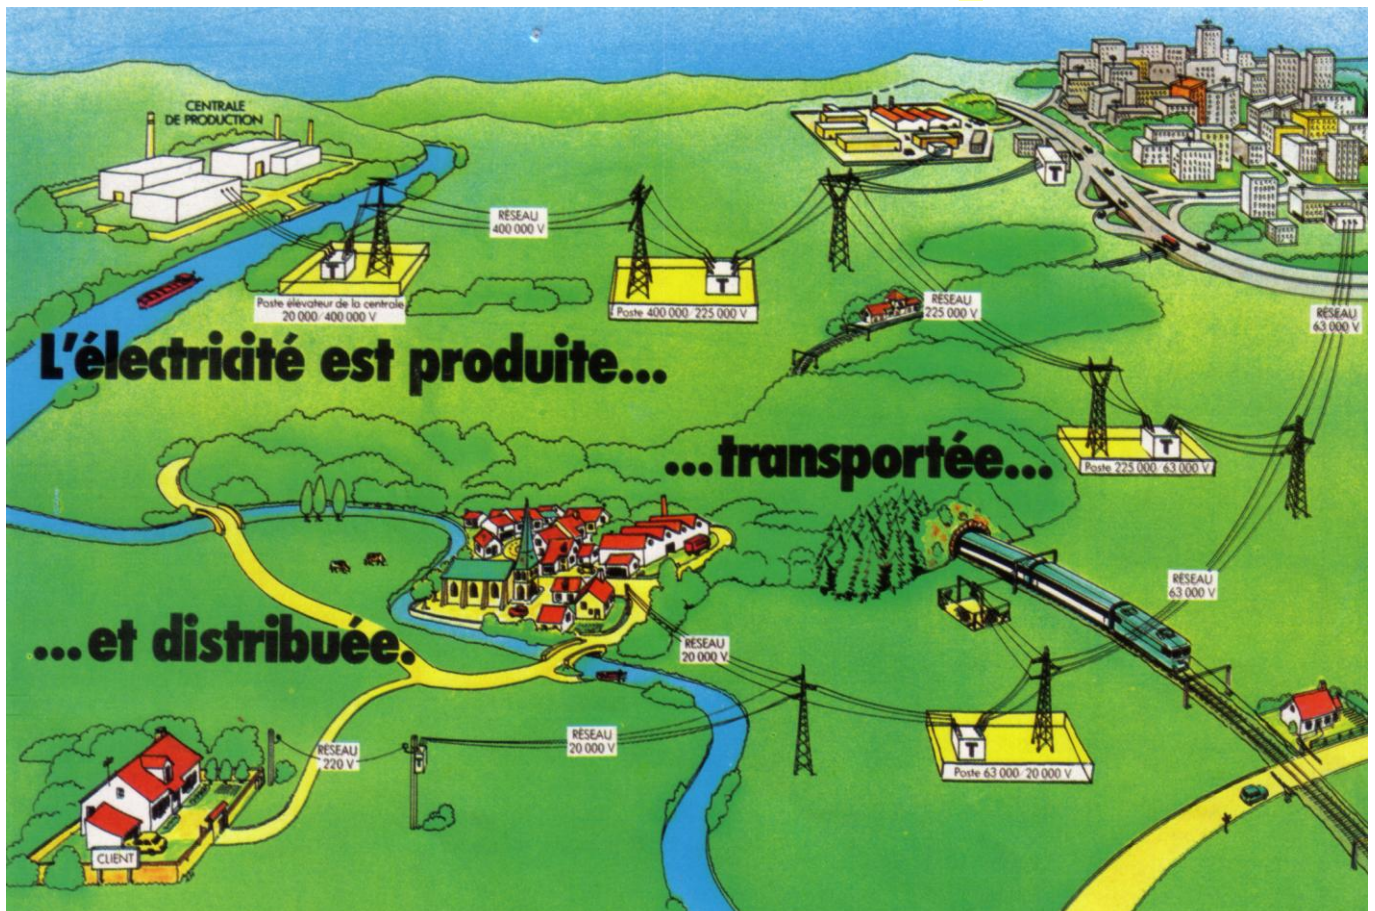 CENTRALE
DE PRODUCTION
T
RÉSEAU
400 000 V
T
T
T
Poste élévateur de la centrale
20 000/400 000 V
Poste 400 000/225 000 V
RÉSEAU
225 000 V
RÉSEAU
63 000 V
L'électricité est produite...
...transportée...
T
Poste 225 000/63 000 V
RÉSEAU
63 000 V
...et distribuée.
RÉSEAU
20 000 V
RÉSEAU
220 V
T
RÉSEAU
20 000 V
T
Poste 63 000/20 000 V
CLIENT